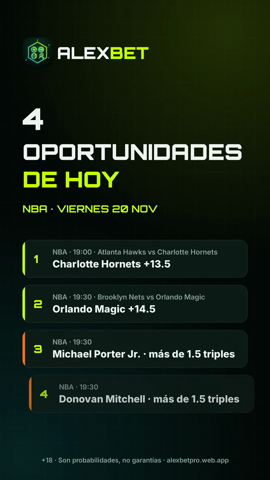 ALEXBET
4
OPORTUNIDADES
DE HOY
NBA · VIERNES 20 NOV
1
NBA · 19:00 · Atlanta Hawks vs Charlotte Hornets
Charlotte Hornets +13.5
2
NBA · 19:30 · Brooklyn Nets vs Orlando Magic
Orlando Magic +14.5
3
NBA · 19:30
Michael Porter Jr. · más de 1.5 triples
4
NBA · 19:30
Donovan Mitchell · más de 1.5 triples
+18 · Son probabilidades, no garantías · alexbetpro.web.app